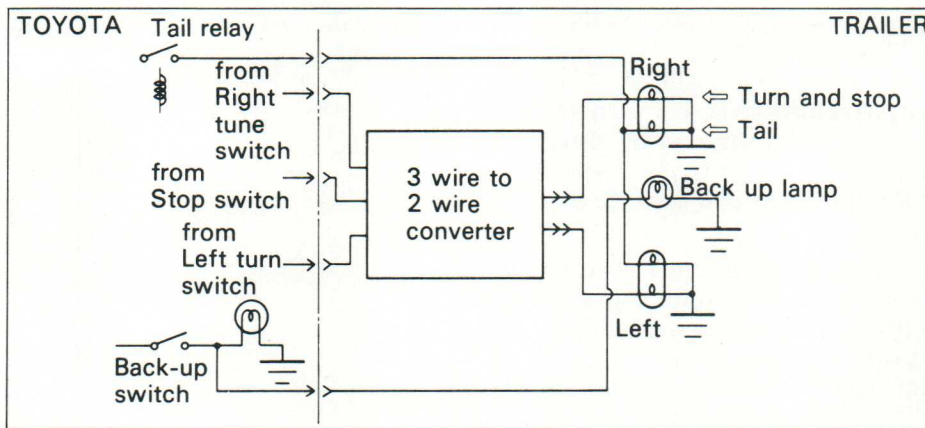 TOYOTA
TRAILER
Tail relay
from
Right
tune
switch
from
Stop switch
from
Left turn
switch
Back-up
switch
3 wire to
2 wire
converter
Right
Turn and stop
Tail
Back up lamp
Left